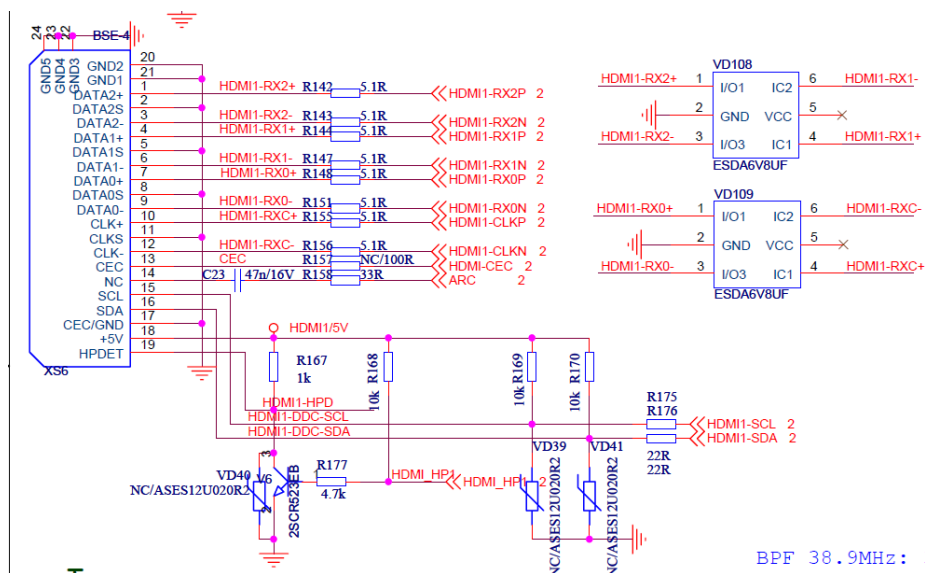 24
23
22
GND5
GND4
GND3
BSE-4
GND2 20
GND1 21
DATA2+ 1 HDMI1-RX2+ R142 5.1R HDMI1-RX2P 2
DATA2S 2
DATA2- 3 HDMI1-RX2- R143 5.1R HDMI1-RX2N 2
DATA1+ 4 HDMI1-RX1+ R144 5.1R HDMI1-RX1P 2
DATA1S 5
DATA1- 6 HDMI1-RX1- R147 5.1R HDMI1-RX1N 2
DATA0+ 7 HDMI1-RX0+ R148 5.1R HDMI1-RX0P 2
DATA0S 8
DATA0- 9 HDMI1-RX0- R151 5.1R HDMI1-RX0N 2
CLK+ 10 HDMI1-RXC+ R155 5.1R HDMI1-CLKP 2
CLKS 11
CLK- 12 HDMI1-RXC- R156 5.1R HDMI1-CLKN 2
CEC 13 CEC R157 NC/100R HDMI-CEC 2
NC 14 C23 47n/16V R158 33R ARC 2
SCL 15
SDA 16
CEC/GND 17
+5V 18
HPDET 19
XS6
VD108
HDMI1-RX2+ 1 I/O1 IC2 6 HDMI1-RX1-
2 GND VCC 5
HDMI1-RX2- 3 I/O3 IC1 4 HDMI1-RX1+
ESDA6V8UF
VD109
HDMI1-RX0+ 1 I/O1 IC2 6 HDMI1-RXC-
2 GND VCC 5
HDMI1-RX0- 3 I/O3 IC1 4 HDMI1-RXC+
ESDA6V8UF
HDMI1/5V
R167
1k
10k R168
10k R169
10k R170
HDMI1-HPD
HDMI1-DDC-SCL
HDMI1-DDC-SDA
R175
R176
HDMI1-SCL 2
HDMI1-SDA 2
22R
22R
VD40
NC/ASES12U020R2
3
V6
1
2
2SCR523EB
R177
4.7k
HDMI_HP1
HDMI_HP1 2
VD39
NC/ASES12U020R2
VD41
NC/ASES12U020R2
BPF 38.9MHz: